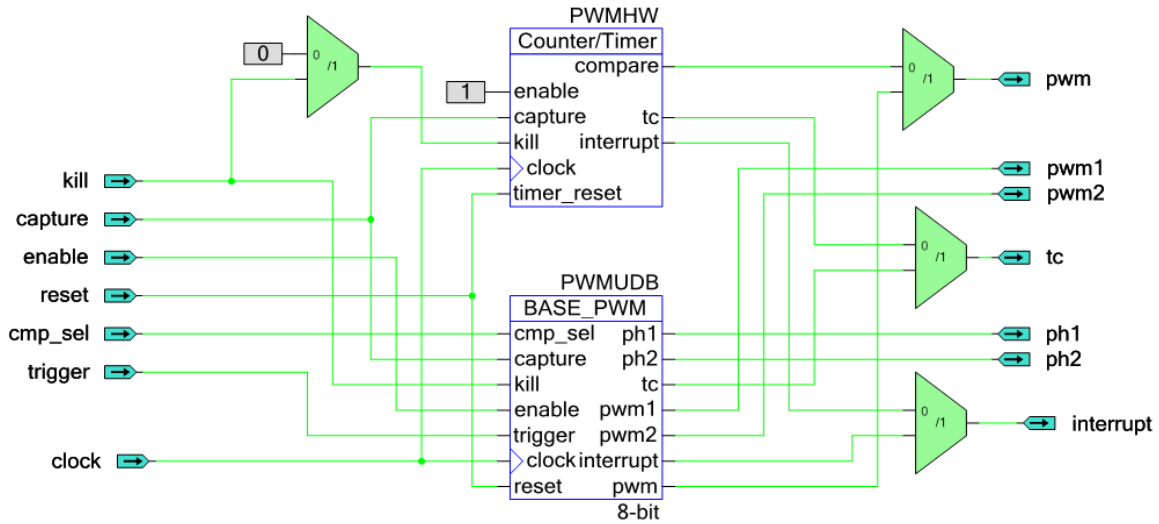 PWMHW
Counter/Timer
0
0
/1
compare
0
/1
pwm
1
enable
capture
tc
kill
interrupt
clock
pwm1
timer_reset
pwm2
kill
capture
enable
reset
cmp_sel
trigger
clock
0
/1
tc
PWMUDB
BASE_PWM
cmp_sel
ph1
ph1
capture
ph2
ph2
kill
tc
enable
pwm1
trigger
pwm2
clock
interrupt
reset
pwm
8-bit
0
/1
interrupt